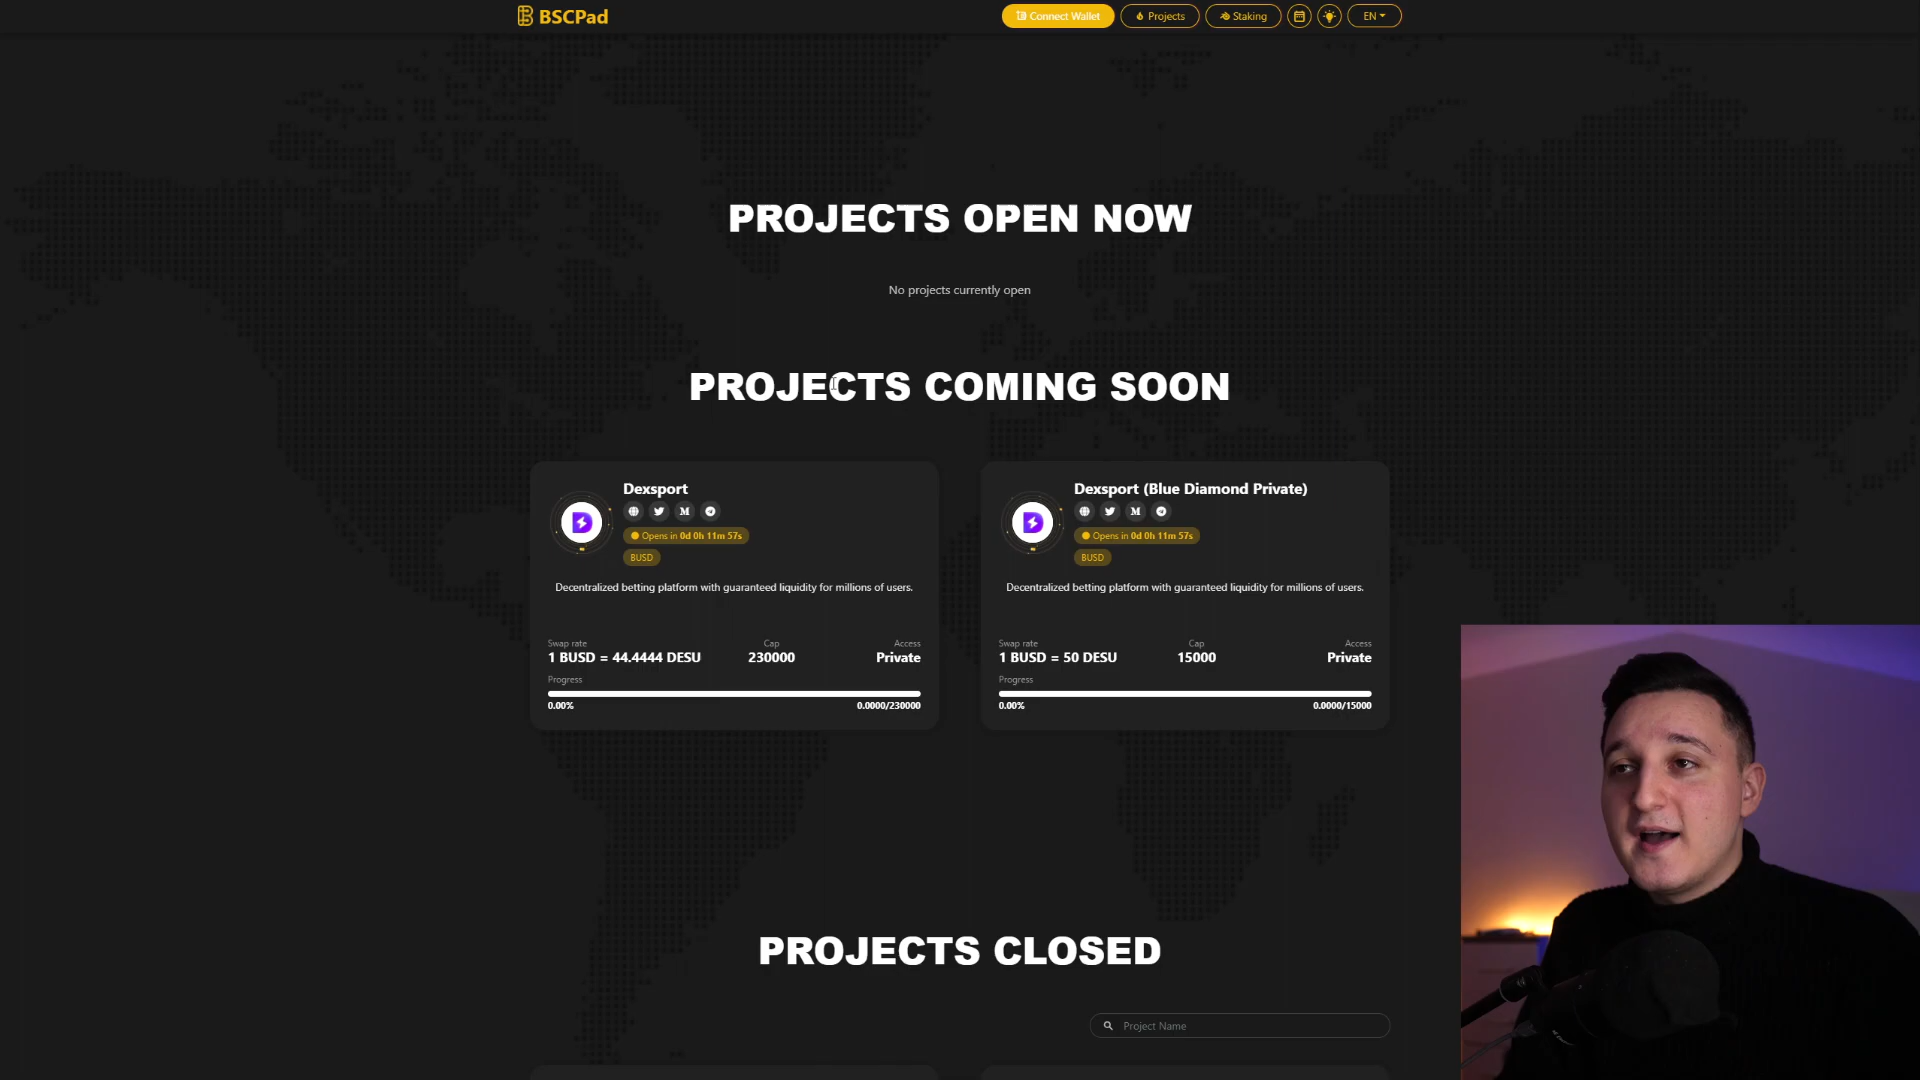 BSCPad
Connect Wallet
Projects
Staking
EN
PROJECTS OPEN NOW
No projects currently open
PROJECTS COMING SOON
Dexsport
M
Opens in 0d 0h 11m 57s
BUSD
Decentralized betting platform with guaranteed liquidity for millions of users.
Swap rate Cap Access
1 BUSD = 44.4444 DESU 230000 Private
Progress
0.00% 0.0000/230000
Dexsport (Blue Diamond Private)
M
Opens in 0d 0h 11m 57s
BUSD
Decentralized betting platform with guaranteed liquidity for millions of users.
Swap rate Cap Access
1 BUSD = 50 DESU 15000 Private
Progress
0.00% 0.0000/15000
PROJECTS CLOSED
Project Name